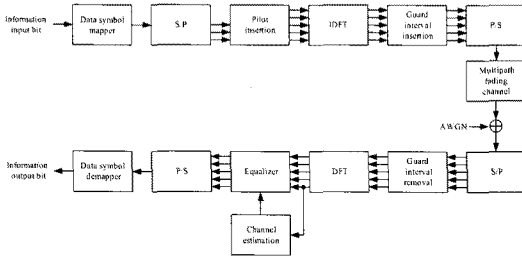 Information
input bit
Data symbol
mapper
S/P
Pilot
insertion
IDFT
Guard
interval
insertion
P/S
Multipath
fading
channel
AWGN
Information
output bit
Data symbol
demapper
P/S
Equalizer
DFT
Guard
interval
removal
S/P
Channel
estimation